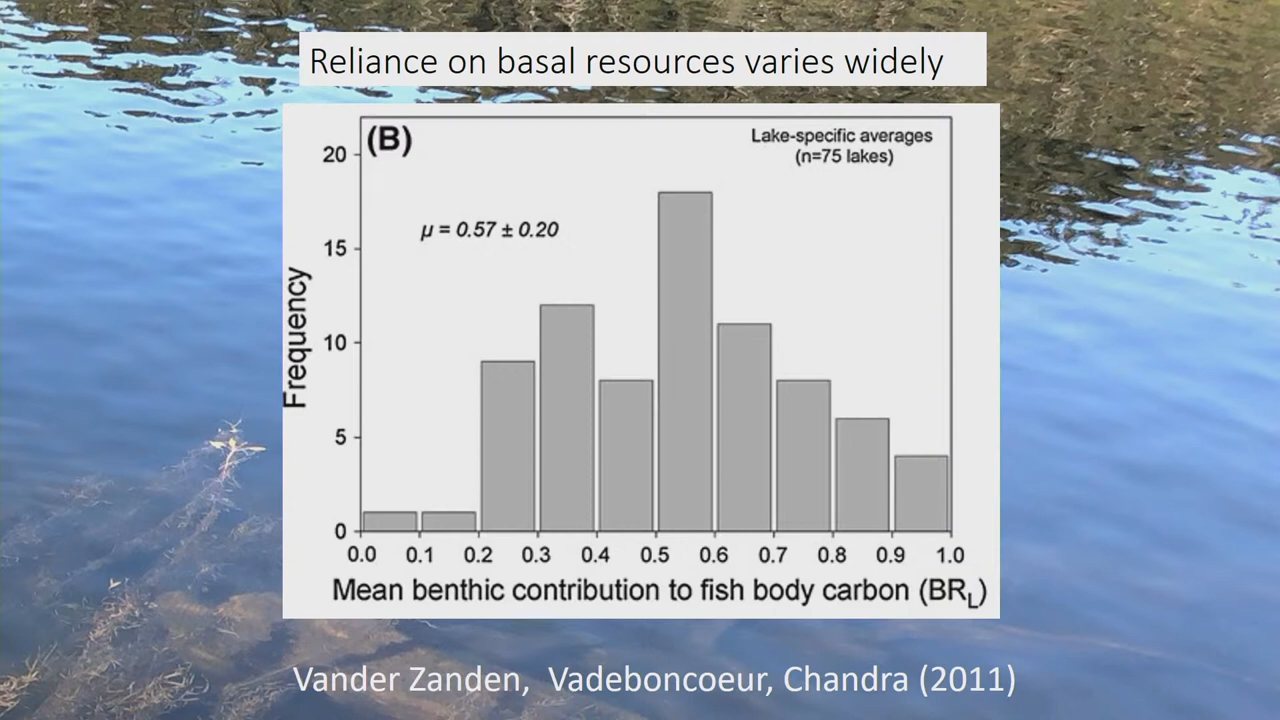 Reliance on basal resources varies widely
(B)
Lake-specific averages
(n=75 lakes)
μ = 0.57 ± 0.20
Frequency
20
15
10
5
0
0.0 0.1 0.2 0.3 0.4 0.5 0.6 0.7 0.8 0.9 1.0
Mean benthic contribution to fish body carbon (BRL)
Vander Zanden, Vadeboncoeur, Chandra (2011)